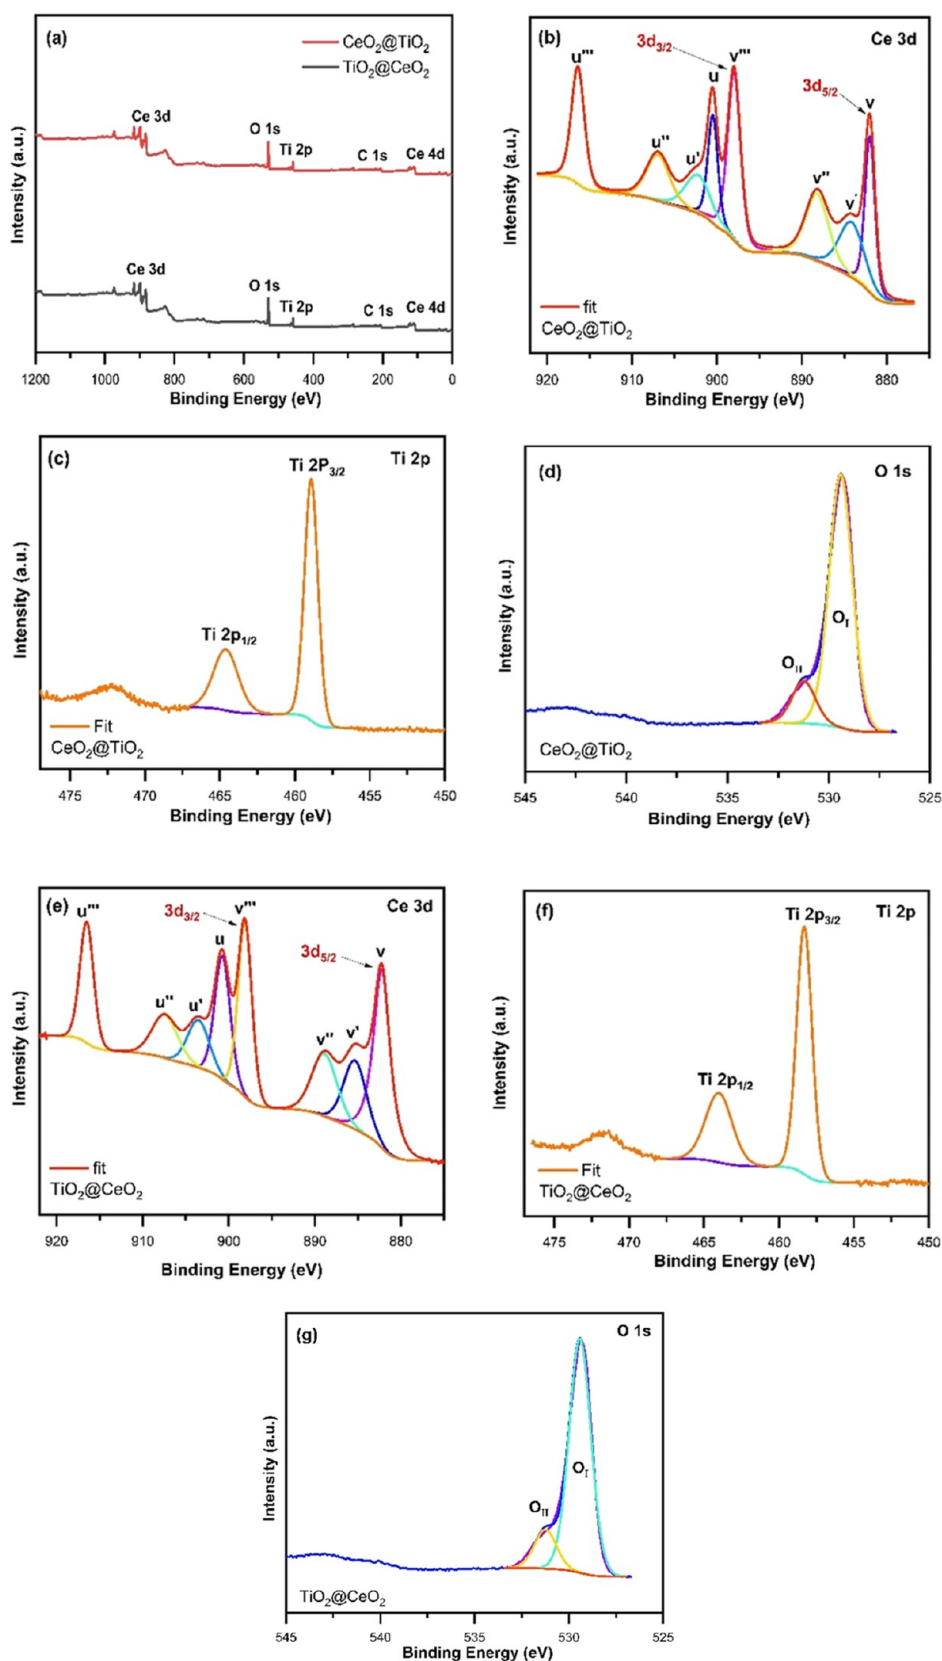 (a)
CeO₂@TiO₂
TiO₂@CeO₂
Ce 3d
O 1s
Ti 2p
C 1s
Ce 4d
Ce 3d
O 1s
Ti 2p
C 1s
Ce 4d
Intensity (a.u.)
1200 1000 800 600 400 200 0
Binding Energy (eV)
(b)
Ce 3d
3d₃/₂
3d₅/₂
u''' u'' u' u v''' v'' v' v
fit
CeO₂@TiO₂
Intensity (a.u.)
920 910 900 890 880
Binding Energy (eV)
(c)
Ti 2p
Ti 2P₃/₂
Ti 2p₁/₂
Fit
CeO₂@TiO₂
Intensity (a.u.)
475 470 465 460 455 450
Binding Energy (eV)
(d)
O 1s
O_I
O_II
CeO₂@TiO₂
Intensity (a.u.)
545 540 535 530 525
Binding Energy (eV)
(e)
Ce 3d
3d₃/₂
3d₅/₂
u''' u'' u' u v''' v'' v' v
fit
TiO₂@CeO₂
Intensity (a.u.)
920 910 900 890 880
Binding Energy (eV)
(f)
Ti 2p
Ti 2p₃/₂
Ti 2p₁/₂
Fit
TiO₂@CeO₂
Intensity (a.u.)
475 470 465 460 455 450
Binding Energy (eV)
(g)
O 1s
O_I
O_II
TiO₂@CeO₂
Intensity (a.u.)
545 540 535 530 525
Binding Energy (eV)